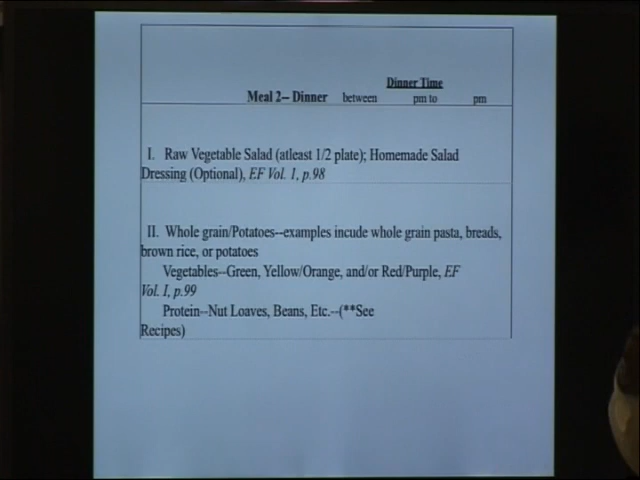 Dinner Time
Meal 2-- Dinner between pm to pm
I. Raw Vegetable Salad (atleast 1/2 plate); Homemade Salad
Dressing (Optional), EF Vol. 1, p.98
II. Whole grain/Potatoes--examples incude whole grain pasta, breads,
brown rice, or potatoes
Vegetables--Green, Yellow/Orange, and/or Red/Purple, EF
Vol. I, p.99
Protein--Nut Loaves, Beans, Etc.--(**See
Recipes)